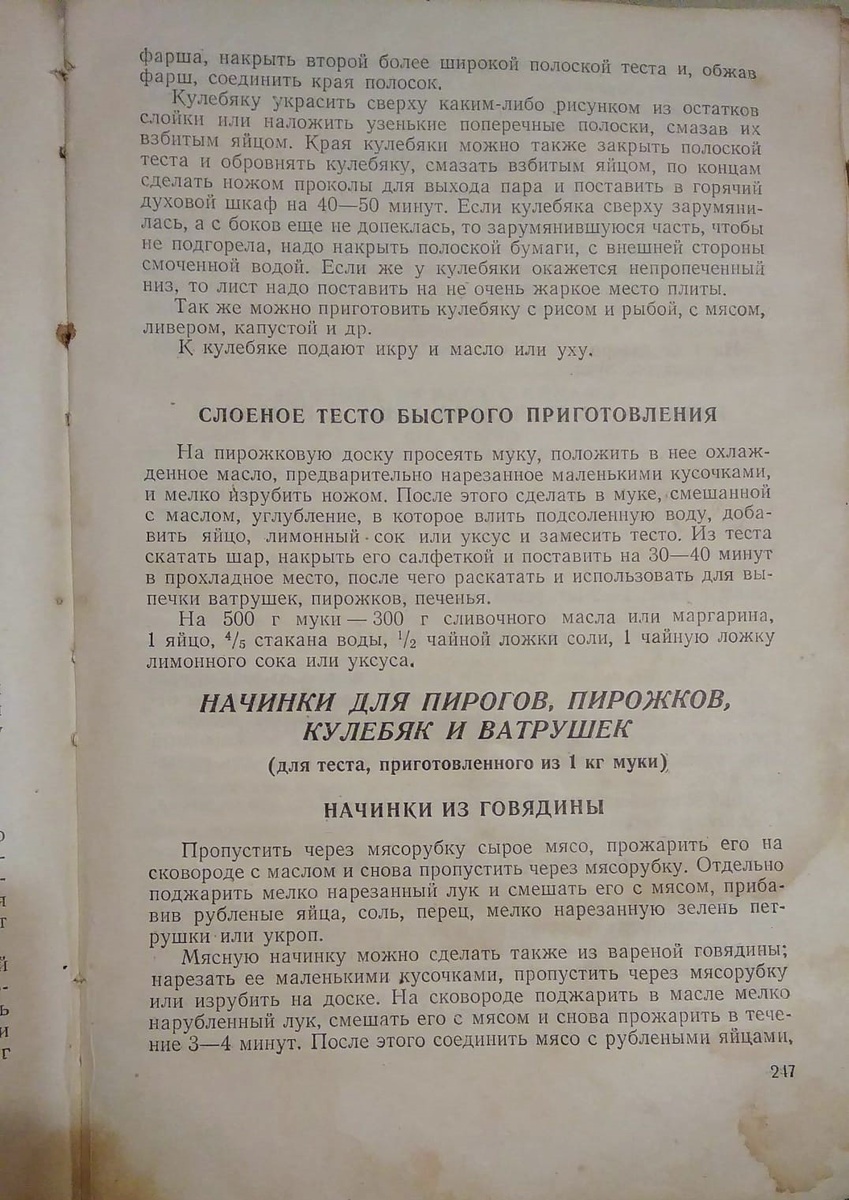 фарша, накрыть второй более широкой полоской теста и, обжав
фарш, соединить края полосок.
Кулебяку украсить сверху каким-либо рисунком из остатков
слойки или наложить узенькие поперечные полоски, смазав их
взбитым яйцом. Края кулебяки можно также закрыть полоской
теста и обровнять кулебяку, смазать взбитым яйцом, по концам
сделать ножом проколы для выхода пара и поставить в горячий
духовой шкаф на 40—50 минут. Если кулебяка сверху зарумяни-
лась, а с боков еще не допеклась, то зарумянившуюся часть, чтобы
не подгорела, надо накрыть полоской бумаги, с внешней стороны
смоченной водой. Если же у кулебяки окажется непропеченный
низ, то лист надо поставить на не очень жаркое место плиты.
Так же можно приготовить кулебяку с рисом и рыбой, с мясом,
ливером, капустой и др.
К кулебяке подают икру и масло или уху.
СЛОЕНОЕ ТЕСТО БЫСТРОГО ПРИГОТОВЛЕНИЯ
На пирожковую доску просеять муку, положить в нее охлаж-
денное масло, предварительно нарезанное маленькими кусочками,
и мелко изрубить ножом. После этого сделать в муке, смешанной
с маслом, углубление, в которое влить подсоленную воду, доба-
вить яйцо, лимонный сок или уксус и замесить тесто. Из теста
скатать шар, накрыть его салфеткой и поставить на 30—40 минут
в прохладное место, после чего раскатать и использовать для вы-
печки ватрушек, пирожков, печенья.
На 500 г муки — 300 г сливочного масла или маргарина,
1 яйцо, 4/5 стакана воды, 1/2 чайной ложки соли, 1 чайную ложку
лимонного сока или уксуса.
НАЧИНКИ ДЛЯ ПИРОГОВ, ПИРОЖКОВ,
КУЛЕБЯК И ВАТРУШЕК
(для теста, приготовленного из 1 кг муки)
НАЧИНКИ ИЗ ГОВЯДИНЫ
Пропустить через мясорубку сырое мясо, прожарить его на
сковороде с маслом и снова пропустить через мясорубку. Отдельно
поджарить мелко нарезанный лук и смешать его с мясом, приба-
вив рубленые яйца, соль, перец, мелко нарезанную зелень пет-
рушки или укроп.
Мясную начинку можно сделать также из вареной говядины;
нарезать ее маленькими кусочками, пропустить через мясорубку
или изрубить на доске. На сковороде поджарить в масле мелко
нарубленный лук, смешать его с мясом и снова прожарить в тече-
ние 3—4 минут. После этого соединить мясо с рублеными яйцами,
247